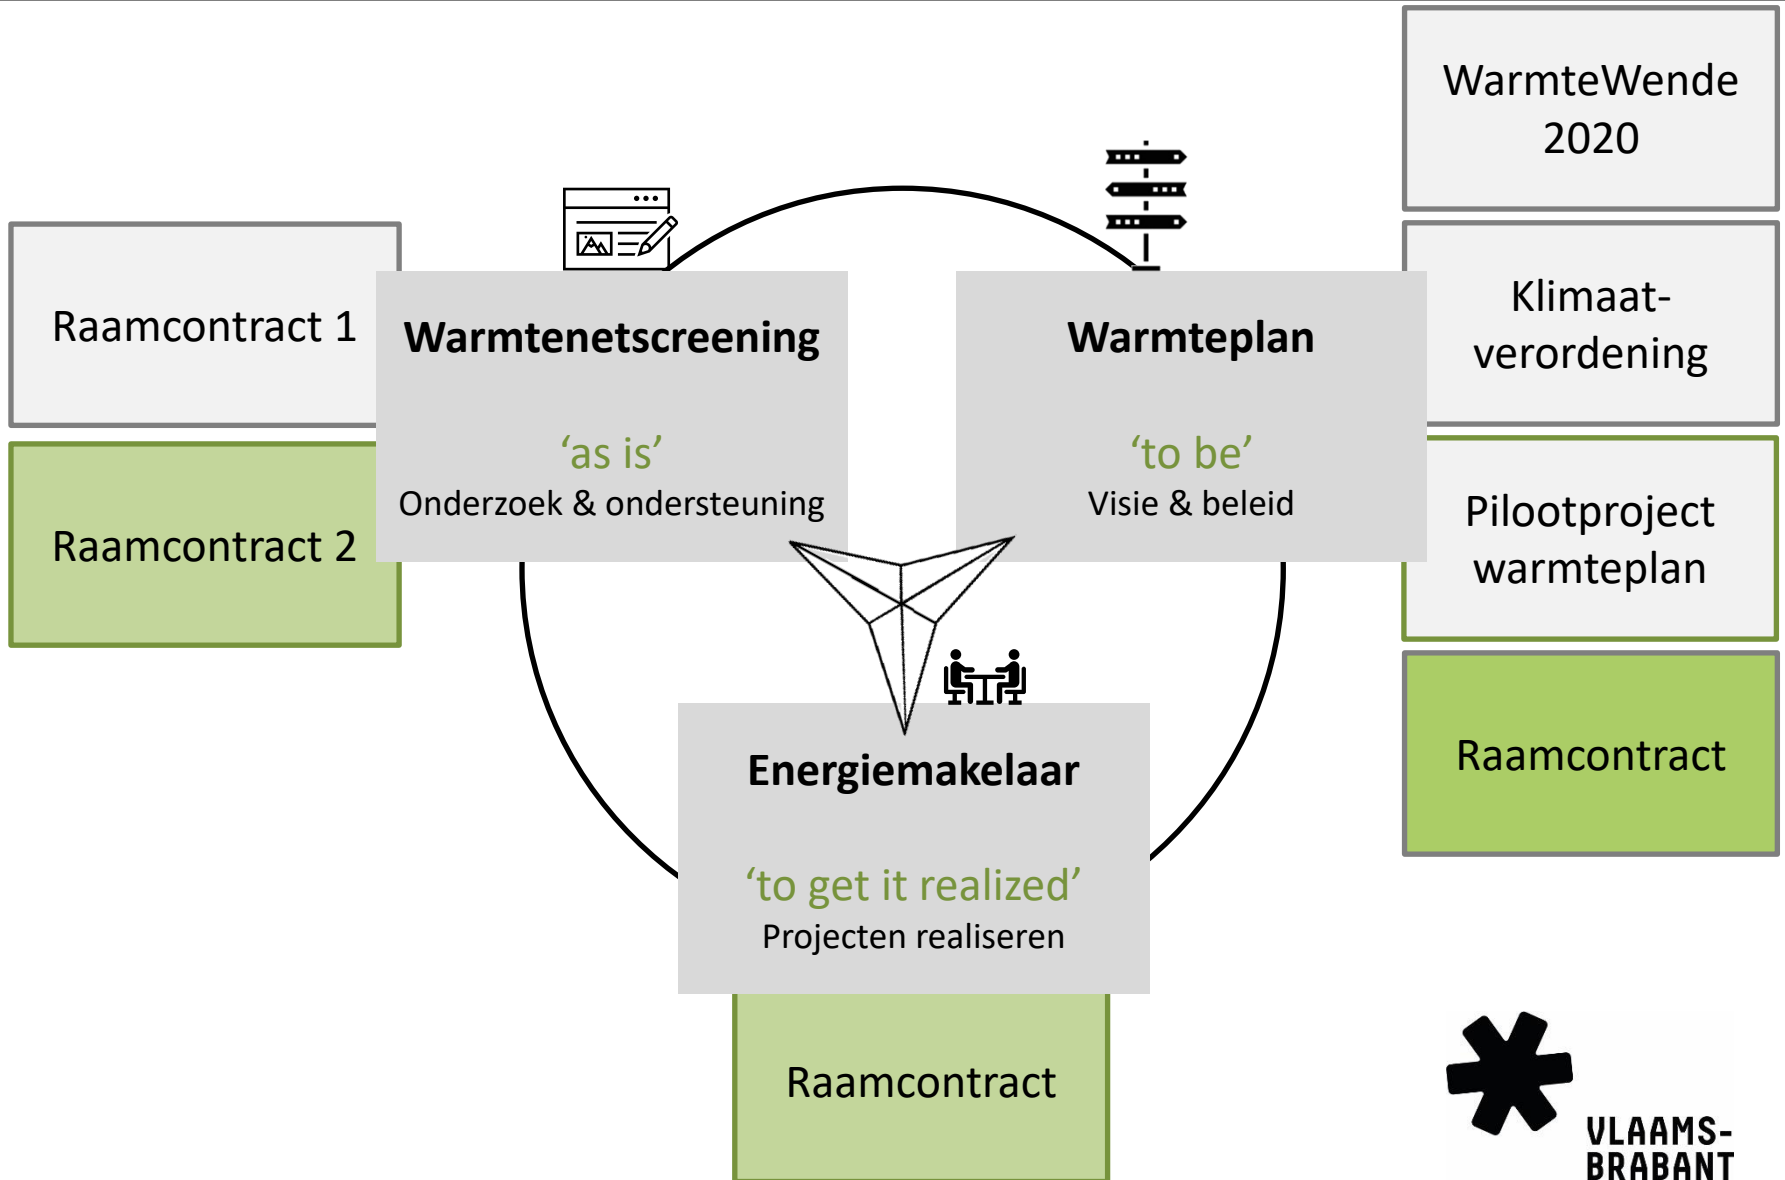 WarmteWende
2020
Raamcontract 1
Warmtenetscreening
Warmteplan
Klimaat-
verordening
‘as is’
Onderzoek & ondersteuning
‘to be’
Visie & beleid
Raamcontract 2
Pilootproject
warmteplan
Energiemakelaar
‘to get it realized’
Projecten realiseren
Raamcontract
Raamcontract
VLAAMS-
BRABANT